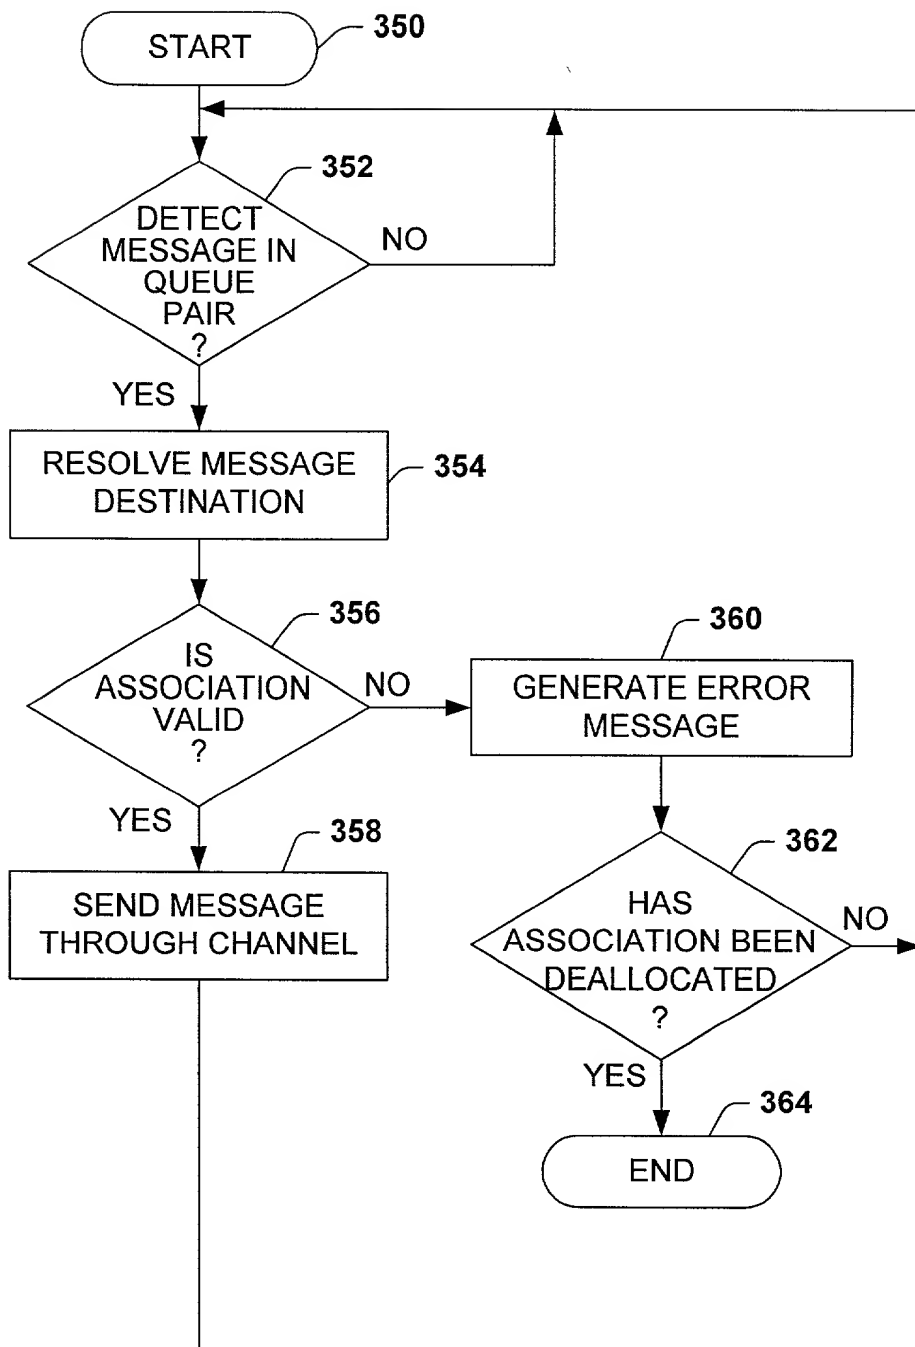 START
350
352
DETECT
MESSAGE IN
QUEUE
PAIR
?
NO
YES
RESOLVE MESSAGE
DESTINATION
354
356
IS
ASSOCIATION
VALID
?
NO
YES
360
GENERATE ERROR
MESSAGE
358
SEND MESSAGE
THROUGH CHANNEL
362
HAS
ASSOCIATION BEEN
DEALLOCATED
?
NO
YES
364
END